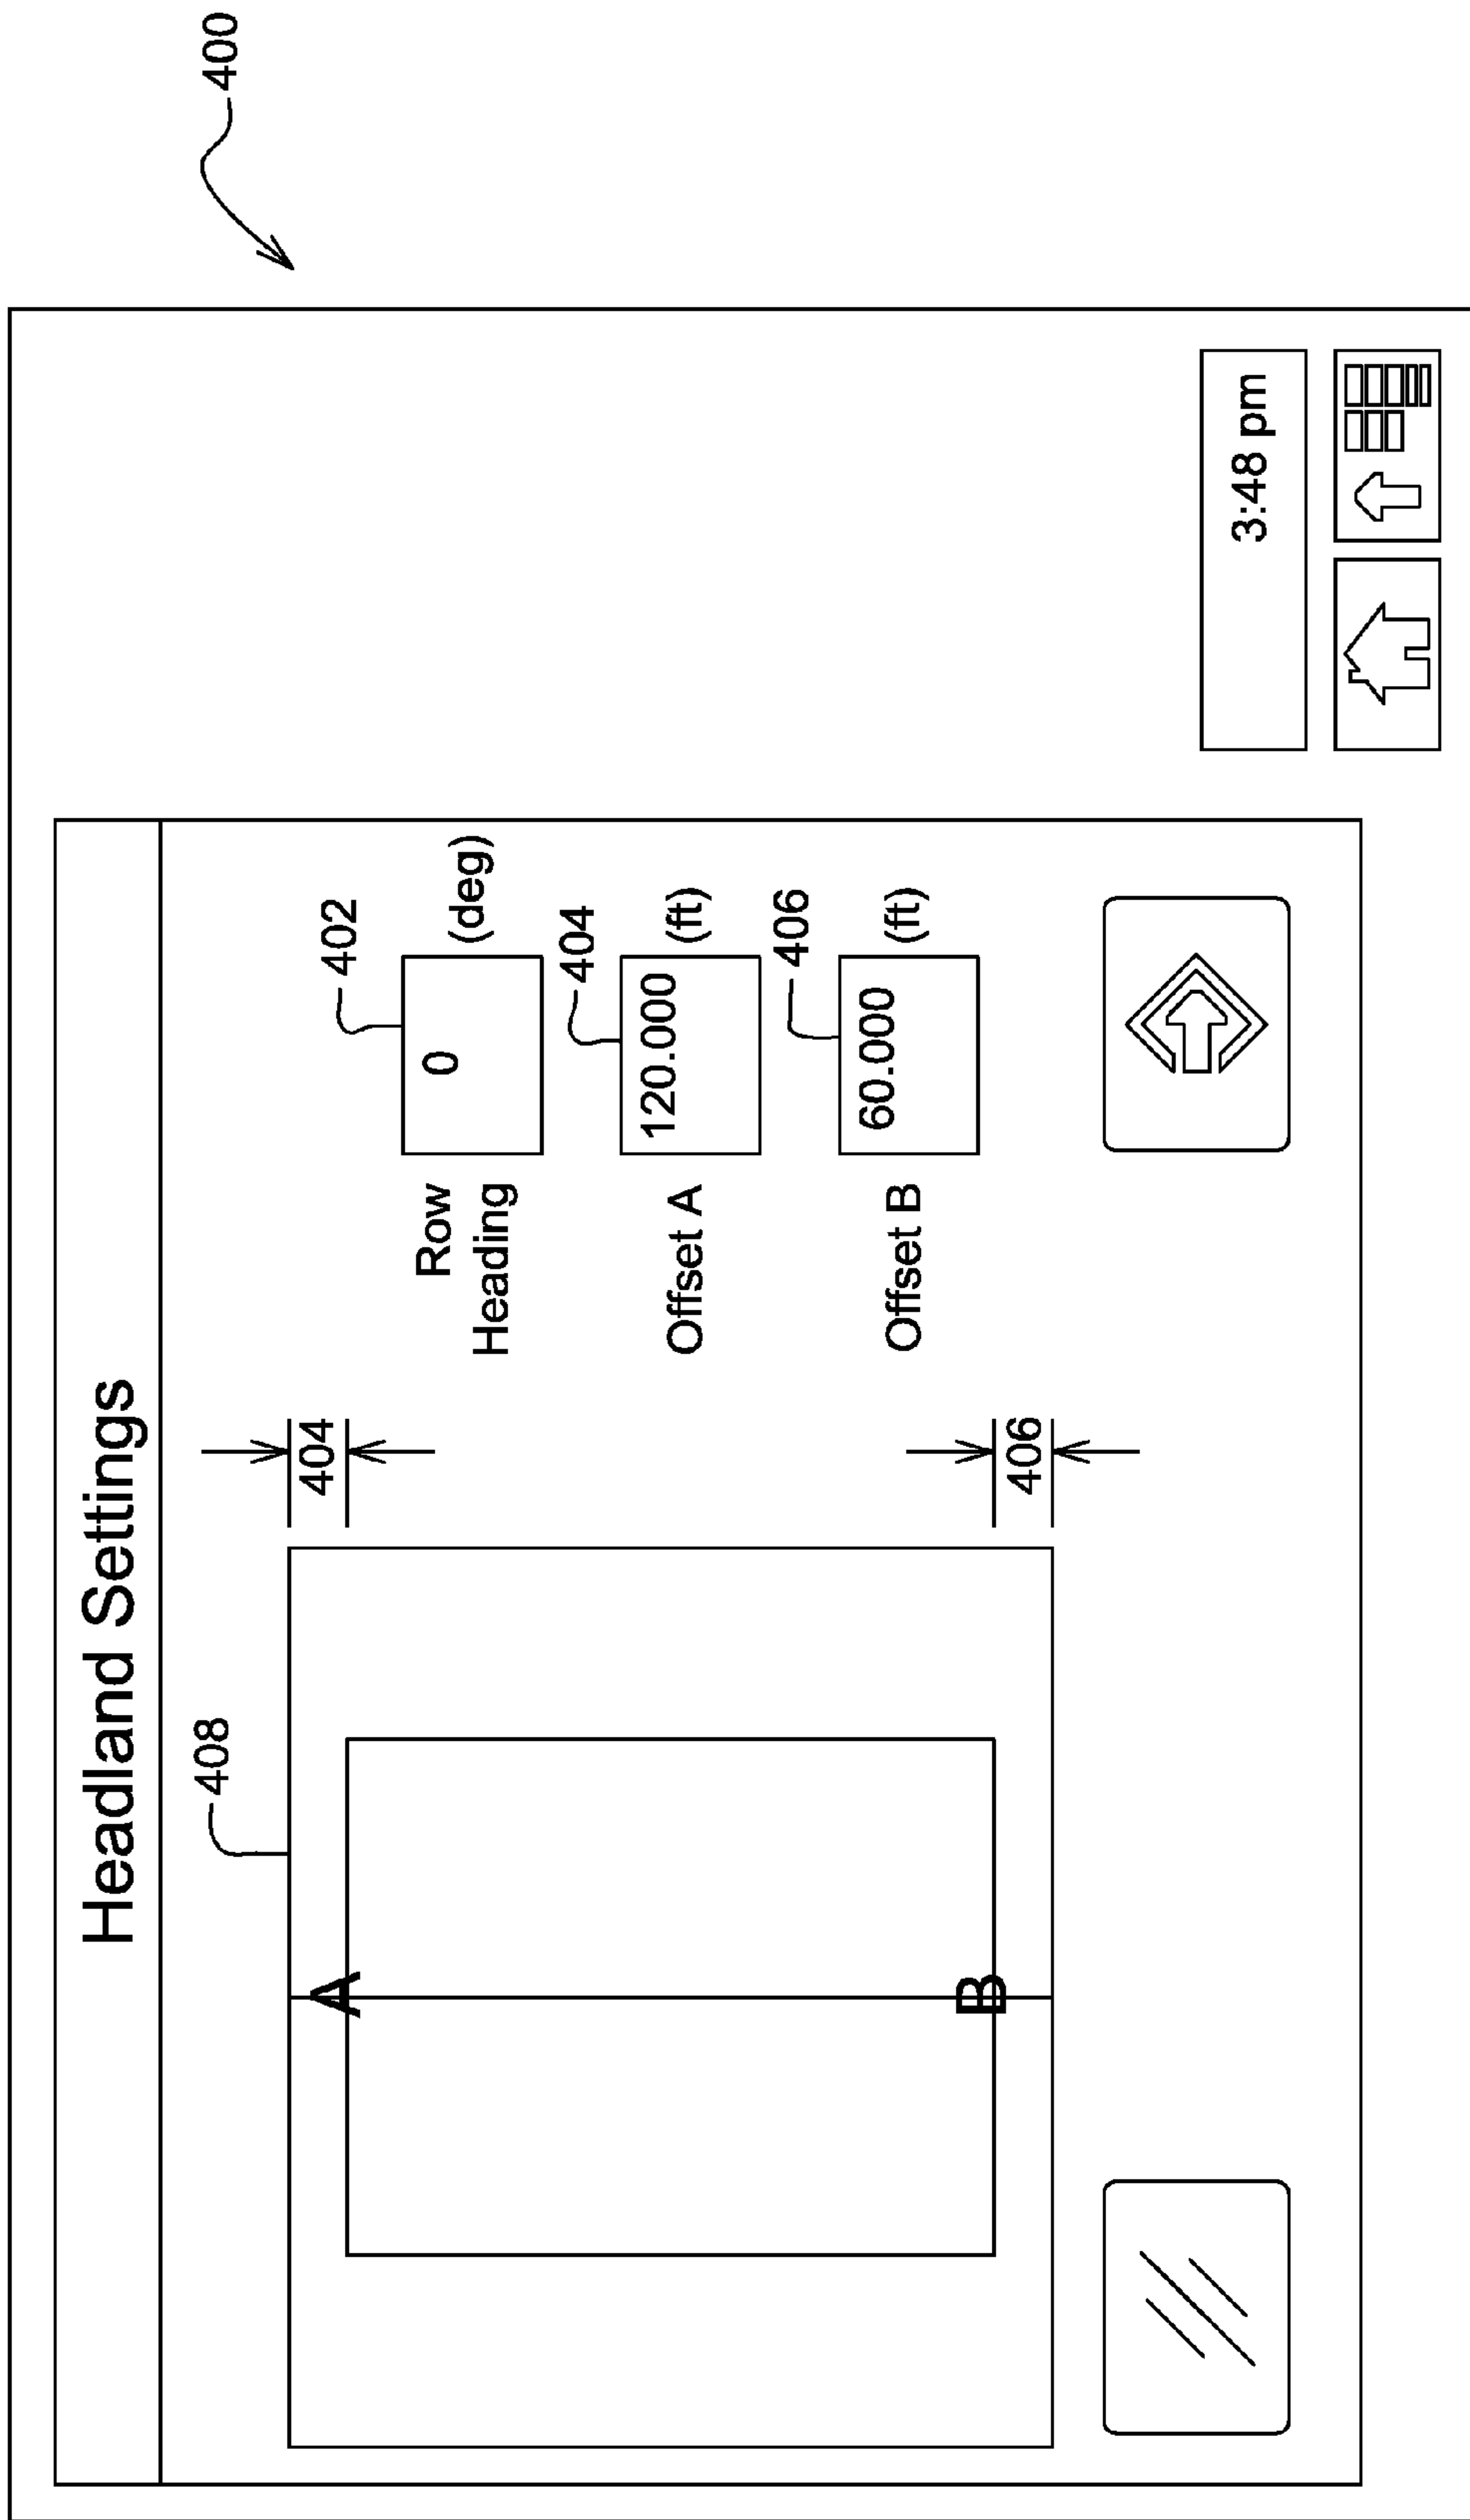 400
Headland Settings
408
A
B
404
406
402
Row
Heading
0
(deg)
404
Offset A
120.000
(ft)
406
Offset B
60.000
(ft)
3:48 pm